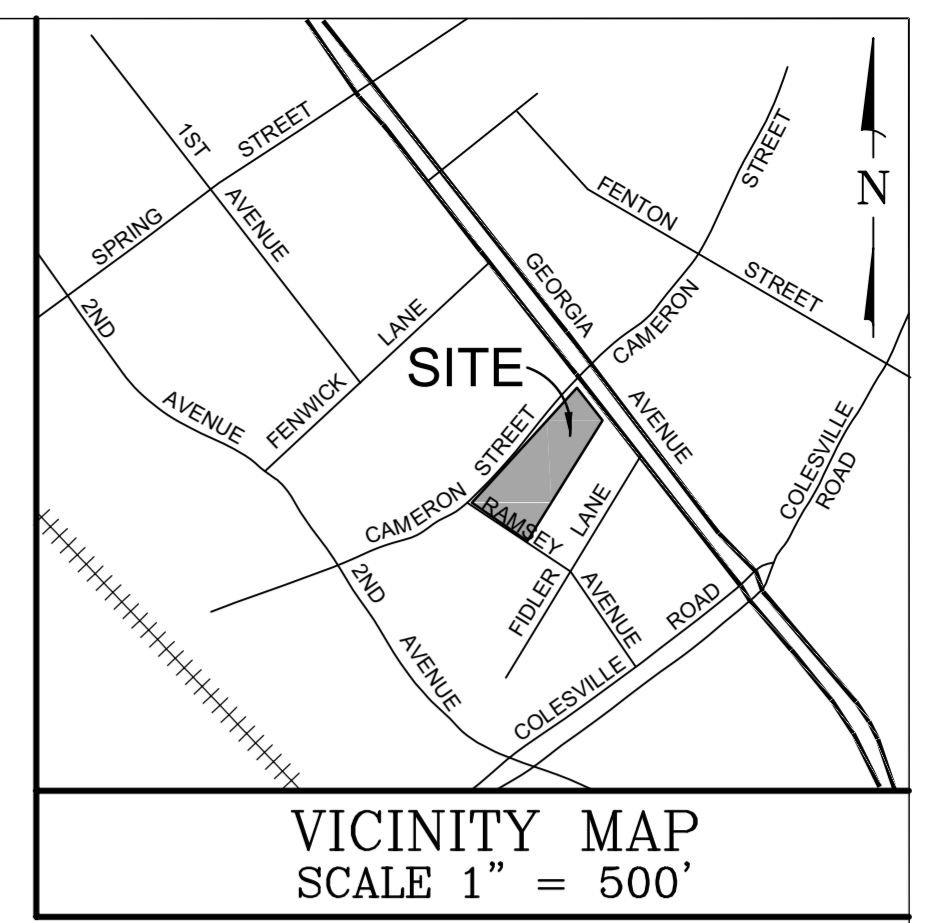 1ST
AVENUE
SPRING
STREET
2ND
AVENUE
FENWICK
LANE
GEORGIA
AVENUE
FENTON
STREET
STREET
CAMERON
N
SITE
CAMERON
STREET
RAMSEY
AVENUE
FIDLER
LANE
COLESVILLE
ROAD
2ND
AVENUE
COLESVILLE
ROAD
VICINITY MAP
SCALE 1" = 500'